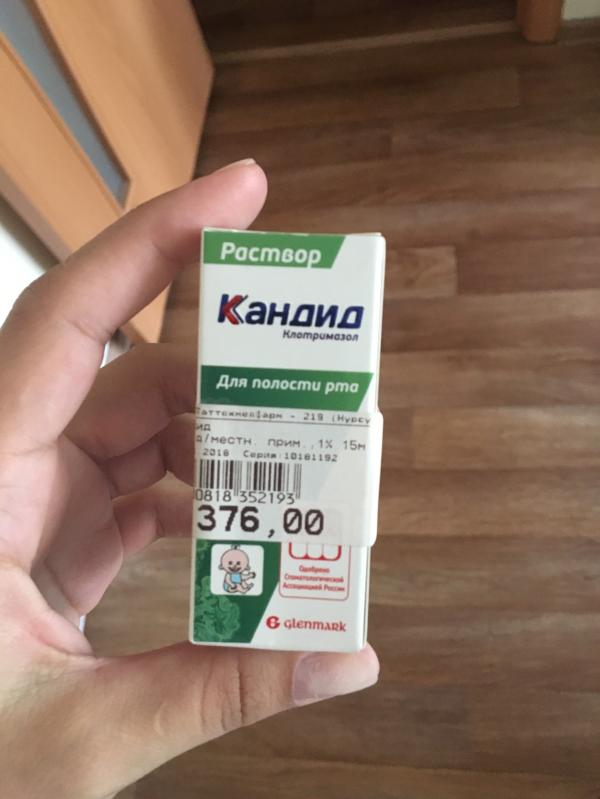 Раствор
Кандид
Клотримазол
Для полости рта
- 219 (Нурсу
ид
/местн. прим.,1% 15м
.2018 Серия:10181192
0818 352193
376,00
Одобрено
Стоматологической
Ассоциацией России
Glenmark